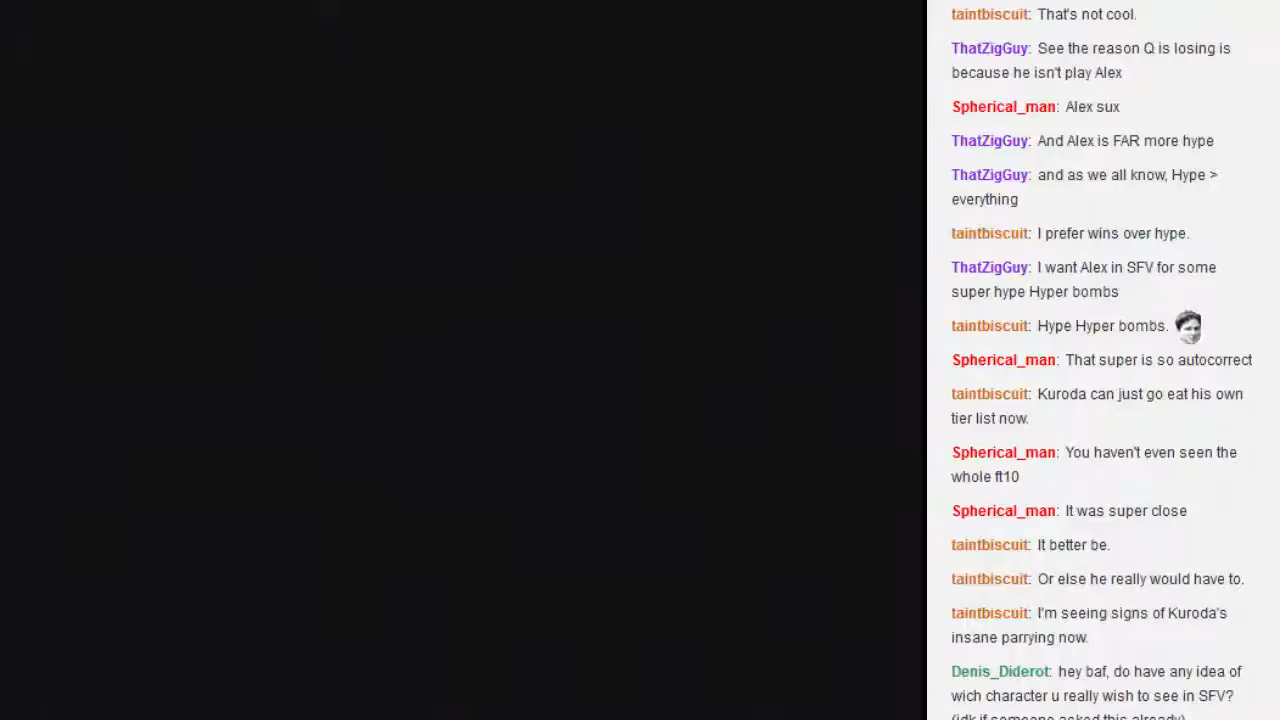 taintbiscuit: That's not cool.
ThatZigGuy: See the reason Q is losing is
because he isn't play Alex
Spherical_man: Alex sux
ThatZigGuy: And Alex is FAR more hype
ThatZigGuy: and as we all know, Hype >
everything
taintbiscuit: I prefer wins over hype.
ThatZigGuy: I want Alex in SFV for some
super hype Hyper bombs
taintbiscuit: Hype Hyper bombs.
Spherical_man: That super is so autocorrect
taintbiscuit: Kuroda can just go eat his own
tier list now.
Spherical_man: You haven't even seen the
whole ft10
Spherical_man: It was super close
taintbiscuit: It better be.
taintbiscuit: Or else he really would have to.
taintbiscuit: I'm seeing signs of Kuroda's
insane parrying now.
Denis_Diderot: hey baf, do have any idea of
wich character u really wish to see in SFV?
(idk if someone asked this already)